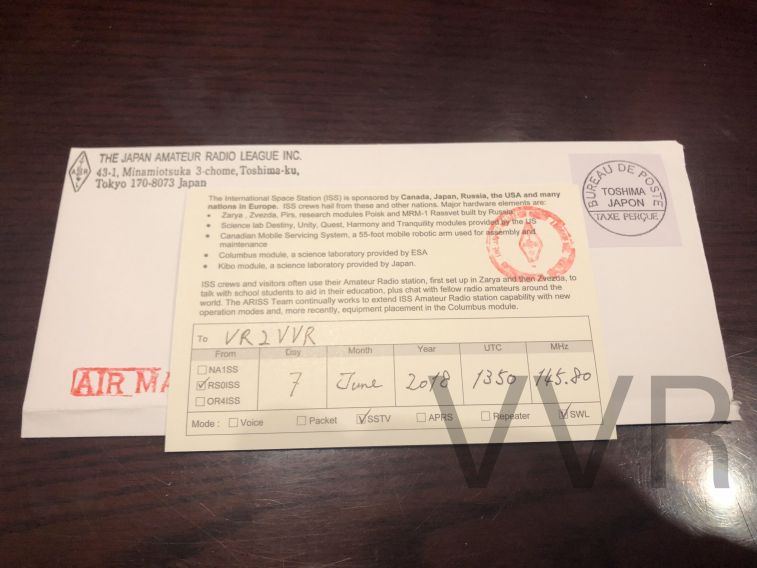 THE JAPAN AMATEUR RADIO LEAGUE INC.
43-1, Minamiotsuka 3-chome, Toshima-ku,
Tokyo 170-8073 Japan
BUREAU DE POSTE
TOSHIMA
JAPON
TAXE PERÇUE
The International Space Station (ISS) is sponsored by Canada, Japan, Russia, the USA and many
nations in Europe. ISS crews hail from these and other nations. Major hardware elements are:
• Zarya , Zvezda, Pirs, research modules Poisk and MRM-1 Rassvet built by Russia
• Science lab Destiny, Unity, Quest, Harmony and Tranquility modules provided by the US
• Canadian Mobile Servicing System, a 55-foot mobile robotic arm used for assembly and
maintenance
• Columbus module, a science laboratory provided by ESA
• Kibo module, a science laboratory provided by Japan.
ISS crews and visitors often use their Amateur Radio station, first set up in Zarya and then Zvezda, to
talk with school students to aid in their education, plus chat with fellow radio amateurs around the
world. The ARISS Team continually works to extend ISS Amateur Radio station capability with new
operation modes and, more recently, equipment placement in the Columbus module.
To VR2VVR
From Day Month Year UTC MHz
NA1SS
RS0ISS 7 June 2018 1350 145.80
OR4ISS
Mode : Voice Packet SSTV APRS Repeater SWL
AIR MA
VVR